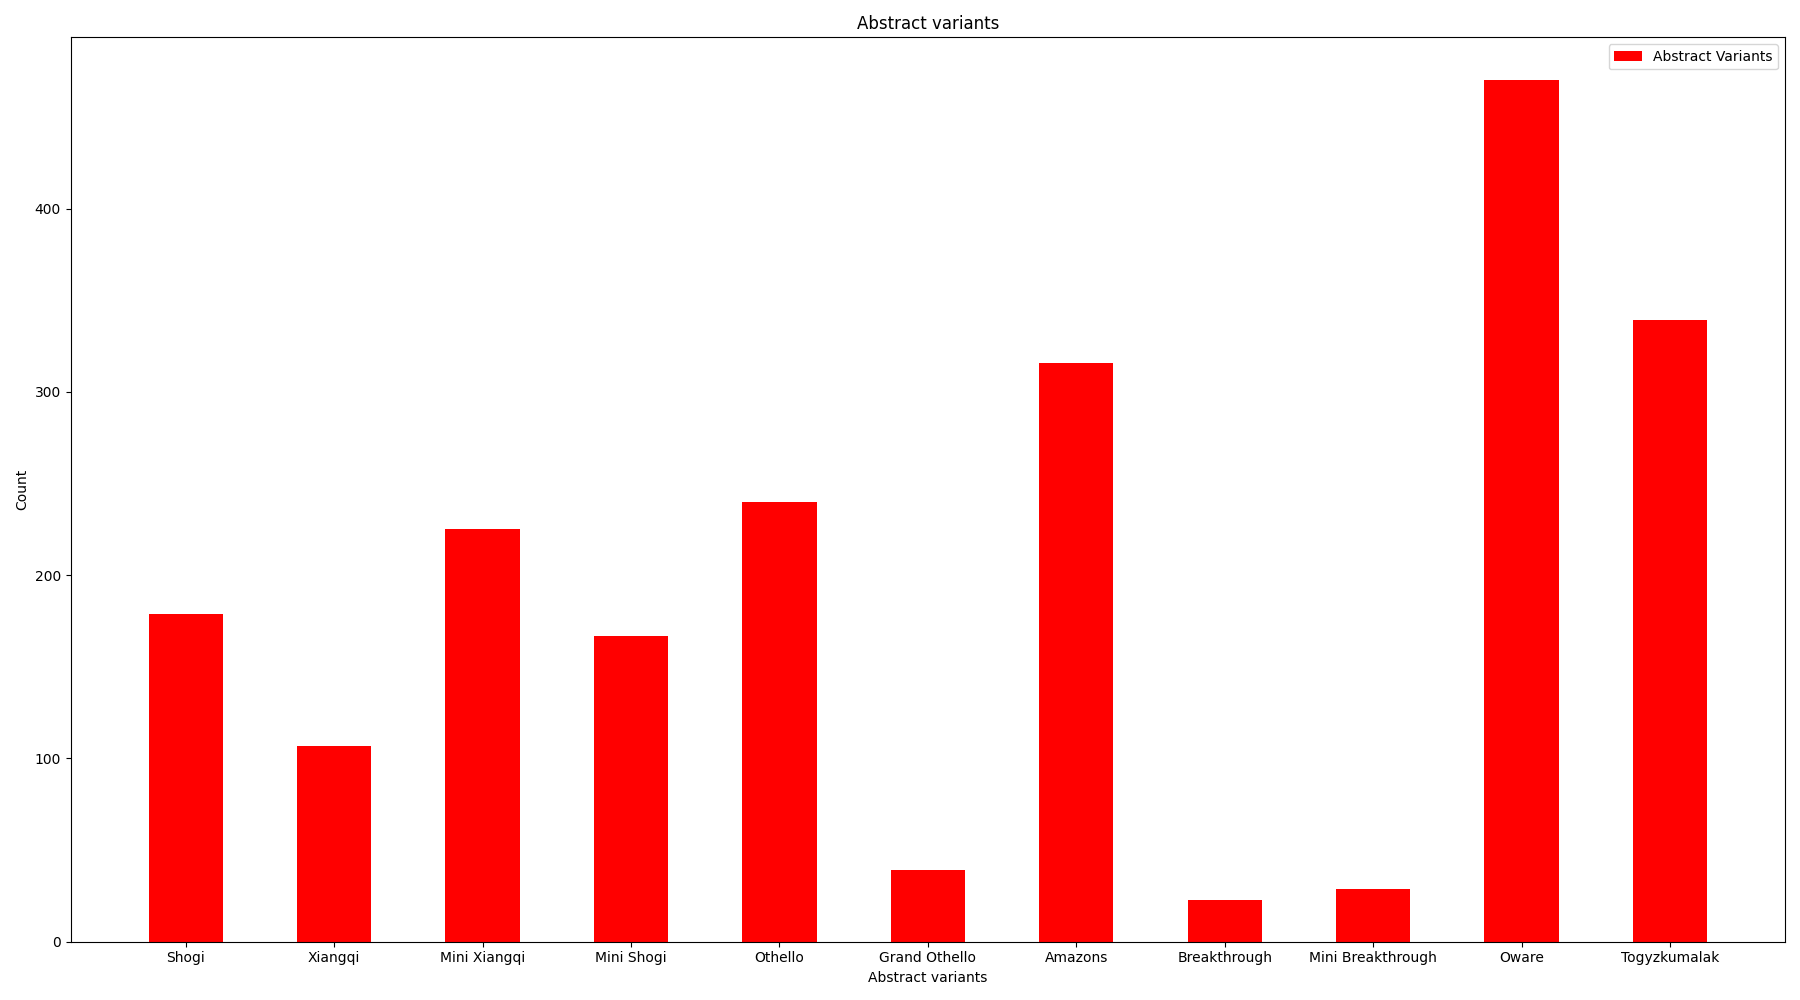 Abstract variants
Abstract Variants
Count
400
300
200
100
0
Shogi
Xiangqi
Mini Xiangqi
Mini Shogi
Othello
Grand Othello
Amazons
Breakthrough
Mini Breakthrough
Oware
Togyzkumalak
Abstract variants